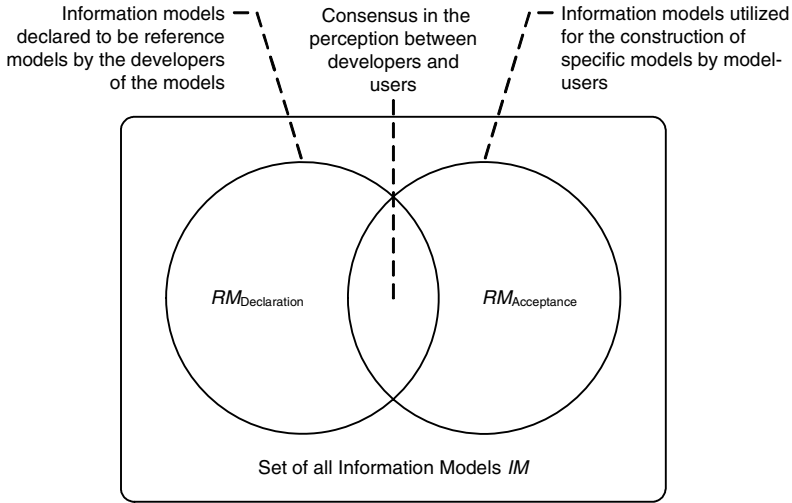 Information models
declared to be reference
models by the developers
of the models
Consensus in the
perception between
developers and
users
Information models utilized
for the construction of
specific models by model-
users
RMDeclaration
RMAcceptance
Set of all Information Models IM